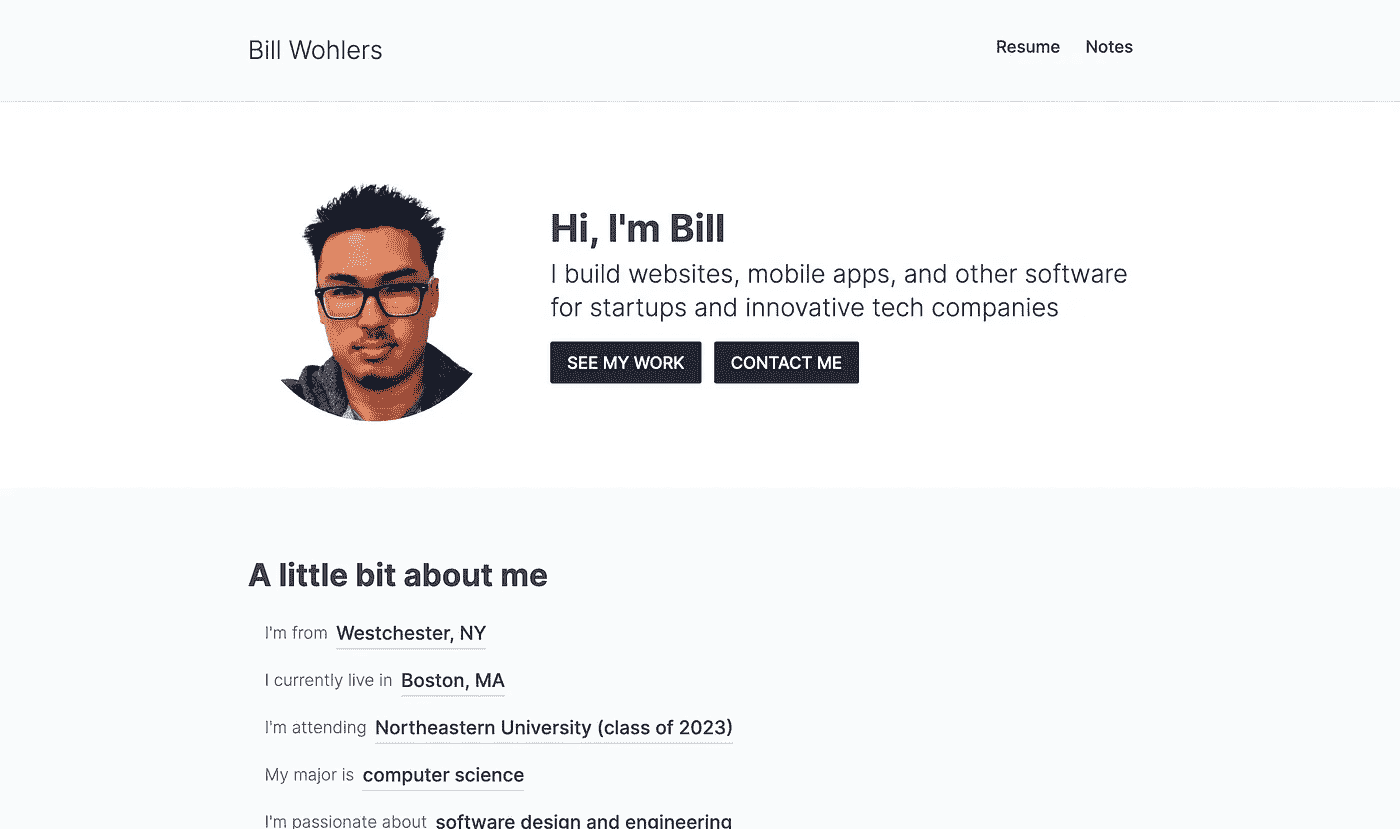 Bill Wohlers
Resume Notes
Hi, I'm Bill
I build websites, mobile apps, and other software
for startups and innovative tech companies
SEE MY WORK CONTACT ME
A little bit about me
I'm from Westchester, NY
I currently live in Boston, MA
I'm attending Northeastern University (class of 2023)
My major is computer science
I'm passionate about software design and engineering